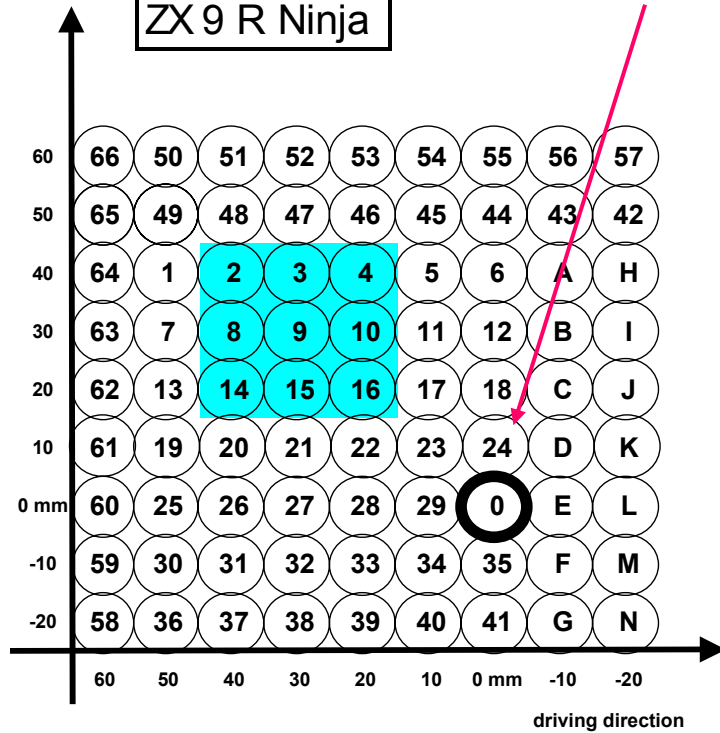 ZX 9 R Ninja
60 66 50 51 52 53 54 55 56 57
50 65 49 48 47 46 45 44 43 42
40 64 1 2 3 4 5 6 A H
30 63 7 8 9 10 11 12 B I
20 62 13 14 15 16 17 18 C J
10 61 19 20 21 22 23 24 D K
0 mm 60 25 26 27 28 29 0 E L
-10 59 30 31 32 33 34 35 F M
-20 58 36 37 38 39 40 41 G N
60 50 40 30 20 10 0 mm -10 -20
driving direction